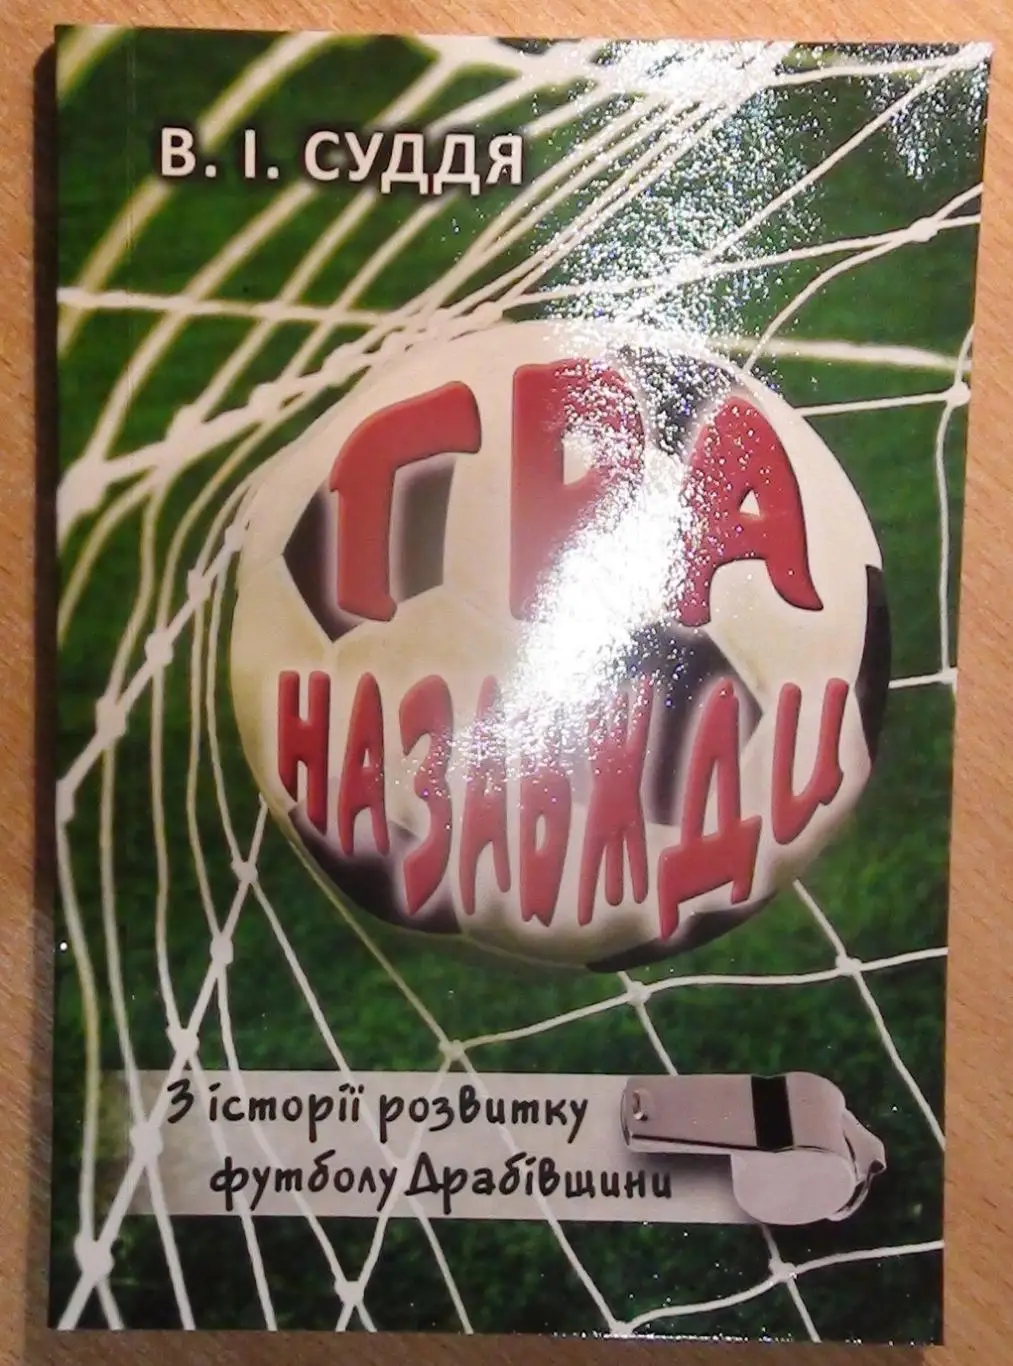 В. І. СУДДЯ
ГРА
НАЗАВЖДИ
З історії розвитку
футболу Драбівщини